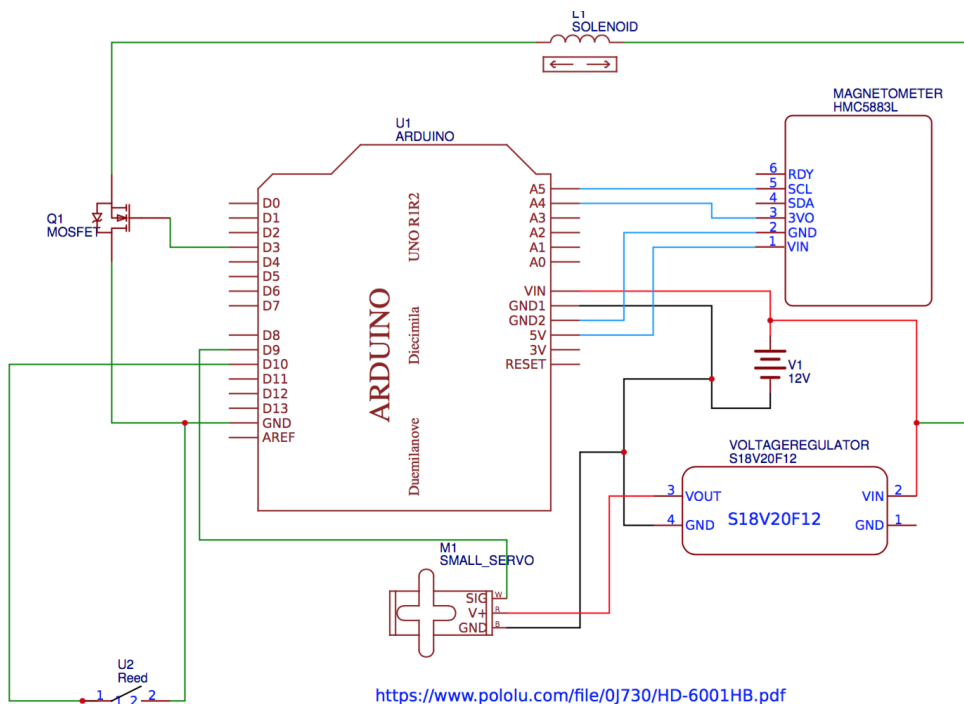 L1
SOLENOID
MAGNETOMETER
HMC5883L
6 RDY
5 SCL
4 SDA
3 3VO
2 GND
1 VIN
U1
ARDUINO
Q1
MOSFET
D0
D1
D2
D3
D4
D5
D6
D7
D8
D9
D10
D11
D12
D13
GND
AREF
UNO R1R2
Diecimila
Duemilanove
ARDUINO
A5
A4
A3
A2
A1
A0
VIN
GND1
GND2
5V
3V
RESET
V1
12V
VOLTAGEREGULATOR
S18V20F12
3 VOUT
4 GND
S18V20F12
VIN 2
GND 1
M1
SMALL_SERVO
SIG W
V+ R
GND B
U2
Reed
1 1 2 2
https://www.pololu.com/file/0J730/HD-6001HB.pdf